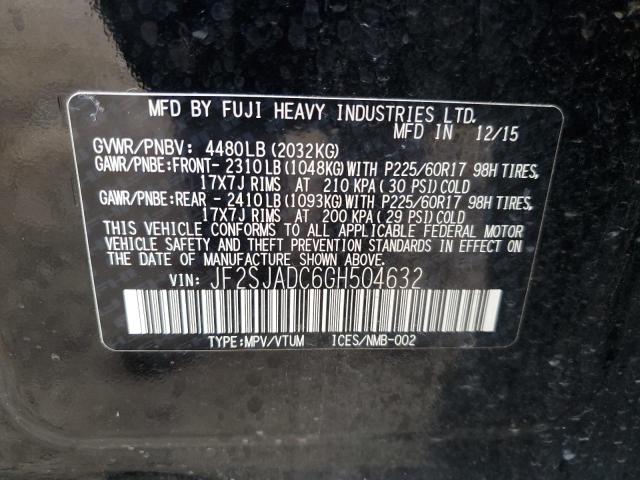 MFD BY FUJI HEAVY INDUSTRIES LTD.
MFD IN 12/15
GVWR/PNBV: 4480LB (2032KG)
GAWR/PNBE:FRONT-2310LB (1048KG) WITH P225/60R17 98H TIRES,
17X7J RIMS AT 210 KPA (30 PSI) COLD
GAWR/PNBE:REAR -2410LB (1093KG) WITH P225/60R17 98H TIRES,
17X7J RIMS AT 200 KPA (29 PSI) COLD
THIS VEHICLE CONFORMS TO ALL APPLICABLE FEDERAL MOTOR
VEHICLE SAFETY AND THEFT PREVENTION STANDARDS IN EFFECT ON
THE DATE OF MANUFACTURE SHOWN ABOVE.
VIN: JF2SJADC6GH504632
TYPE:MPV/VTUM ICES/NMB-002